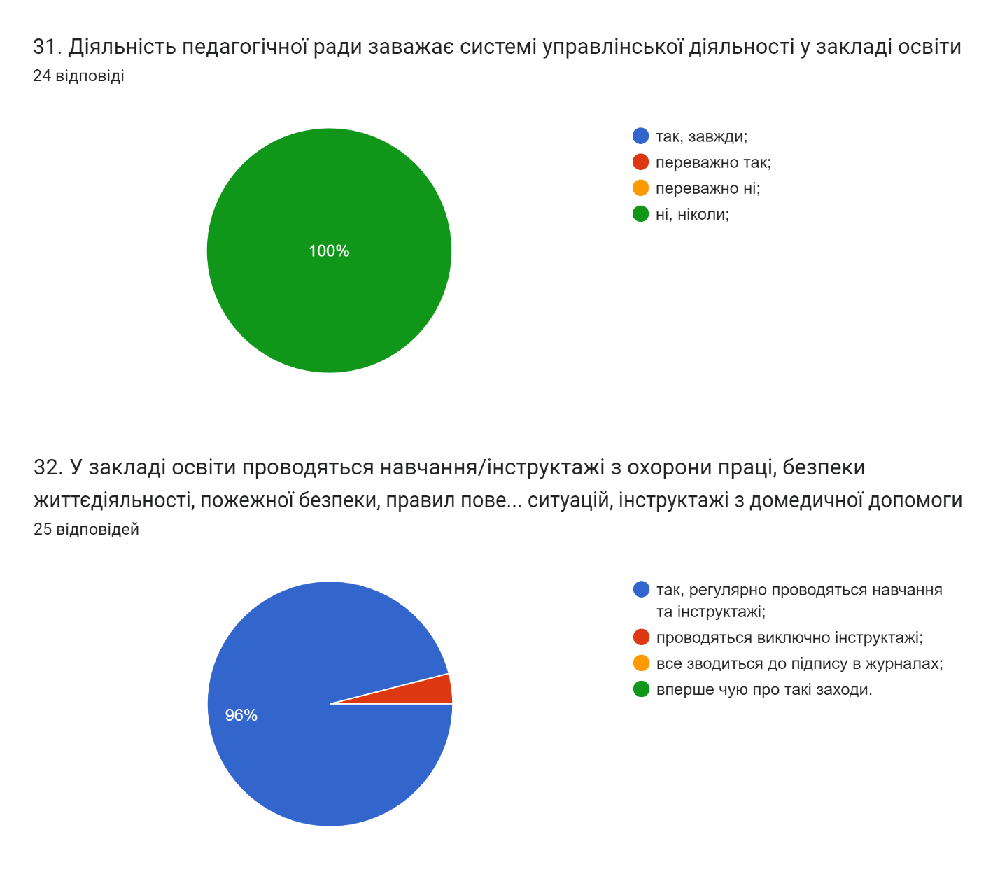 31. Діяльність педагогічної ради заважає системі управлінської діяльності у закладі освіти
24 відповіді
так, завжди;
переважно так;
переважно ні;
ні, ніколи;
100%
32. У закладі освіти проводяться навчання/інструктажі з охорони праці, безпеки
життєдіяльності, пожежної безпеки, правил пове... ситуацій, інструктажі з домедичної допомоги
25 відповідей
так, регулярно проводяться навчання
та інструктажі;
проводяться виключно інструктажі;
все зводиться до підпису в журналах;
вперше чую про такі заходи.
96%